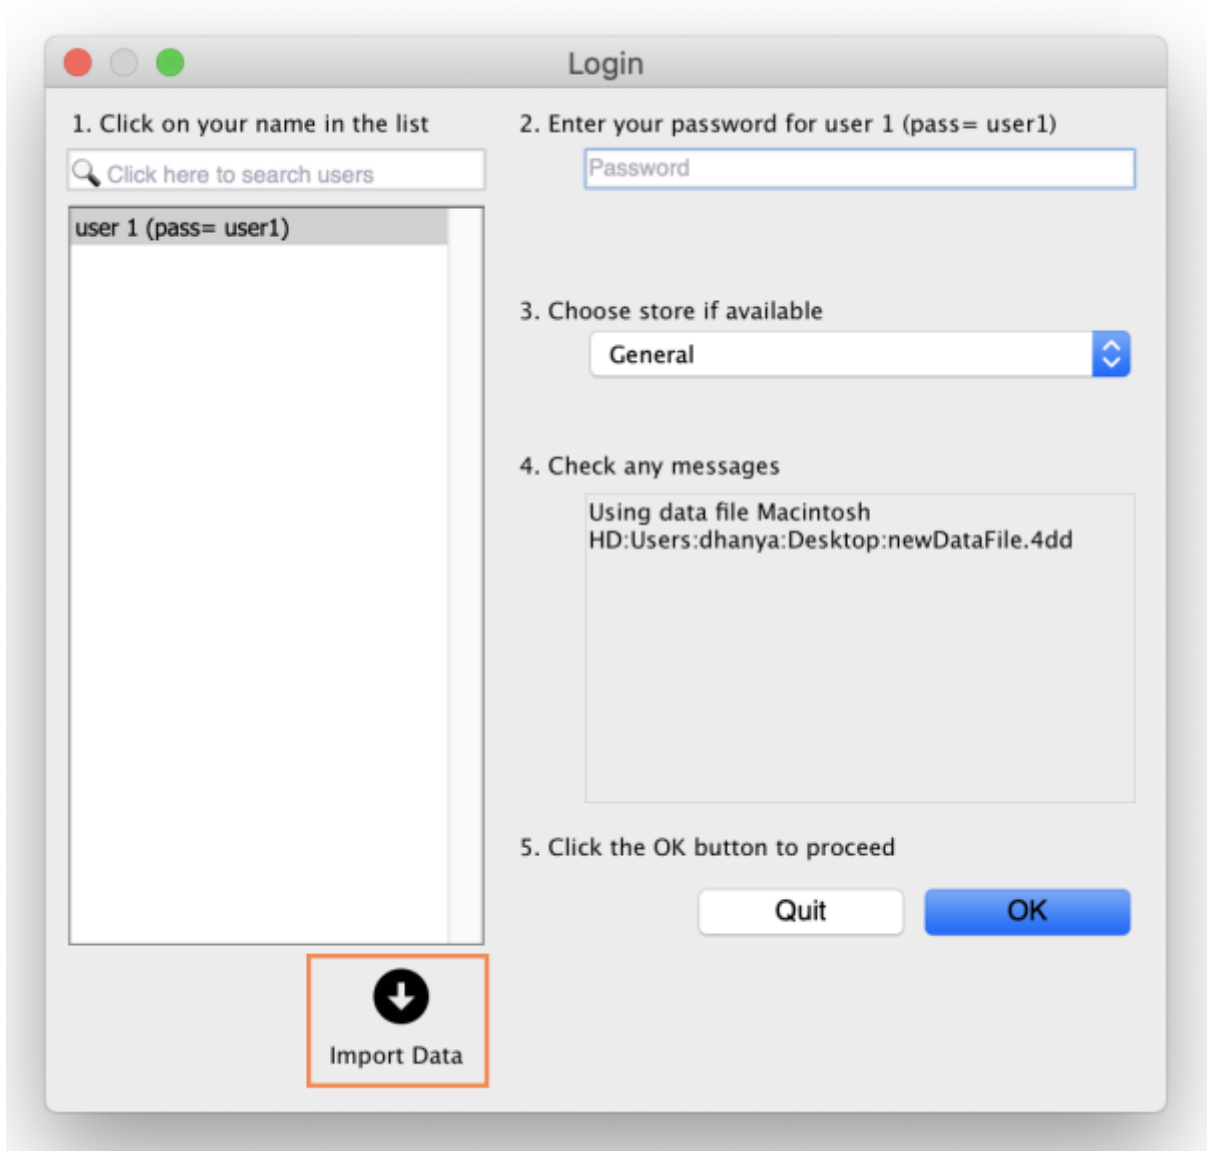 Login
1. Click on your name in the list
Click here to search users
user 1 (pass= user1)
Import Data
2. Enter your password for user 1 (pass= user1)
Password
3. Choose store if available
General
4. Check any messages
Using data file Macintosh
HD:Users:dhanya:Desktop:newDataFile.4dd
5. Click the OK button to proceed
Quit
OK